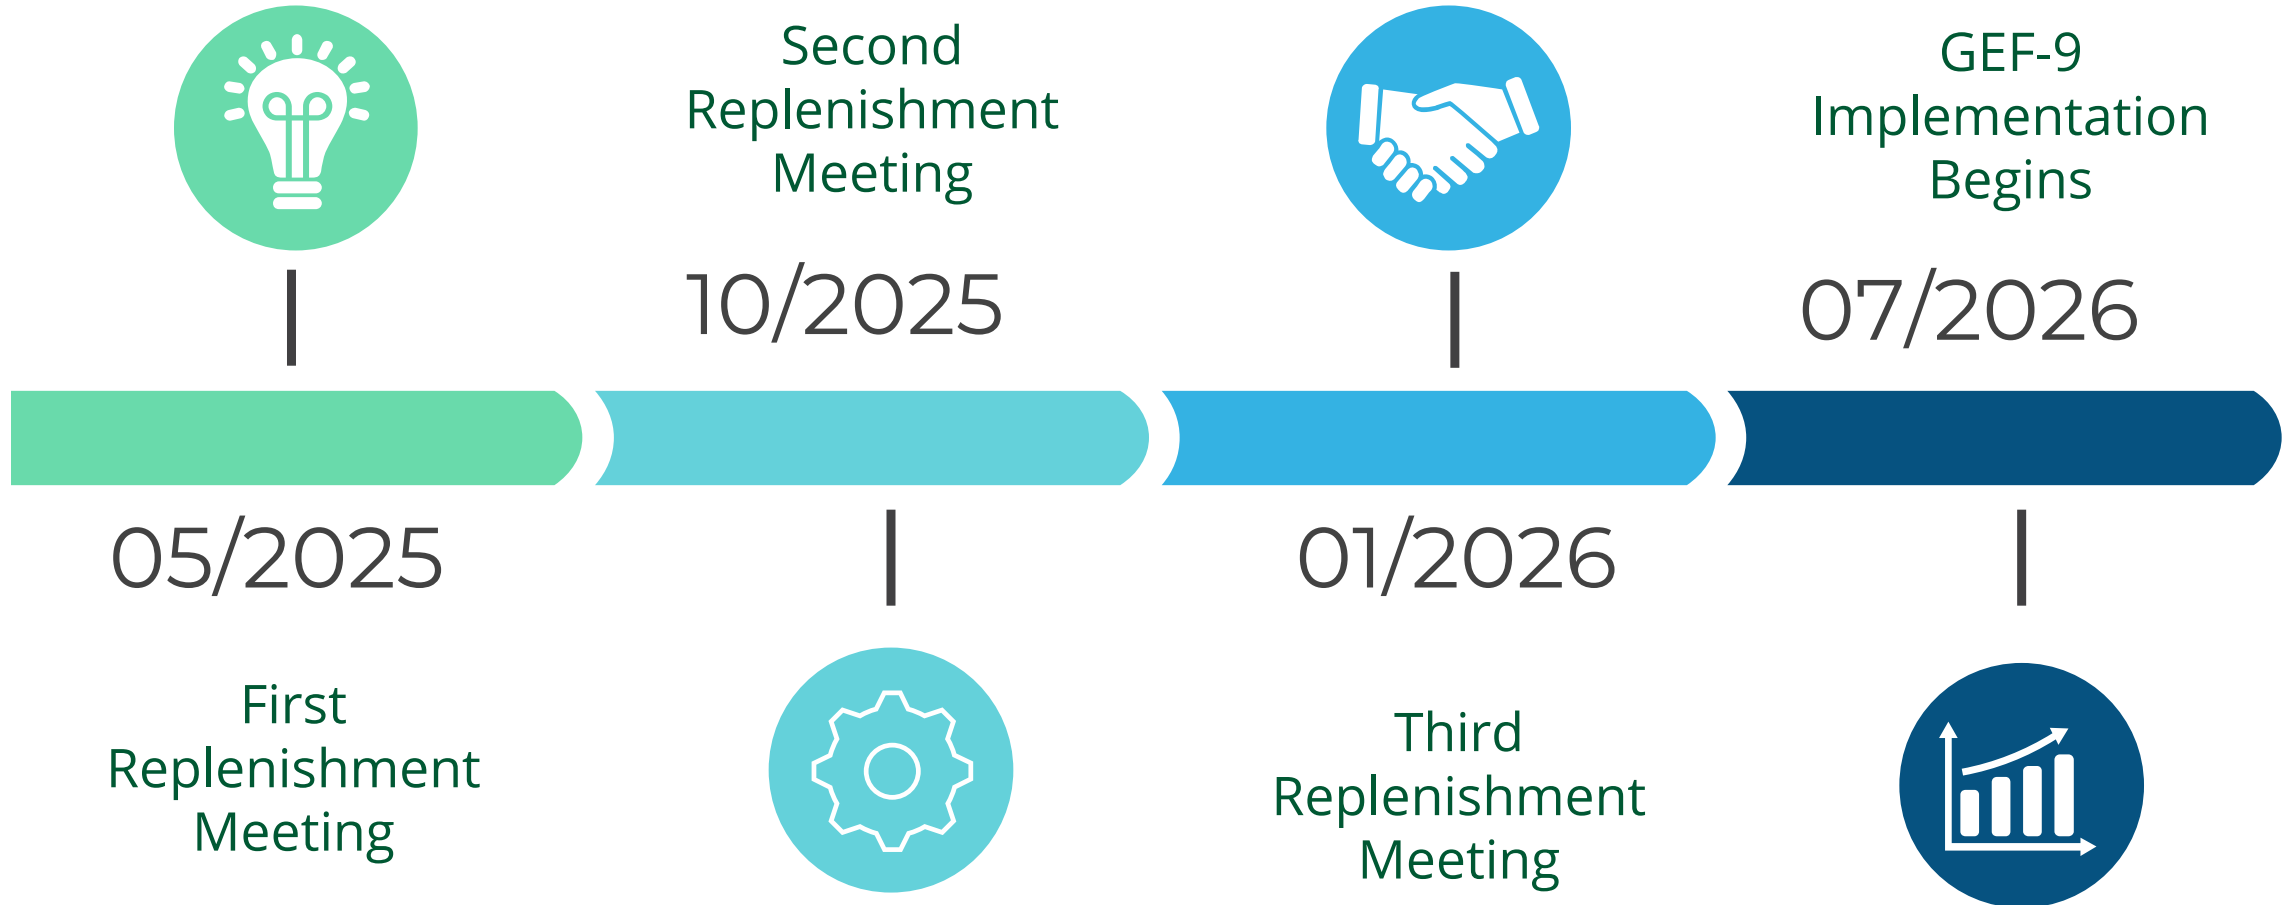 05/2025
First
Replenishment
Meeting
Second
Replenishment
Meeting
10/2025
01/2026
Third
Replenishment
Meeting
GEF-9
Implementation
Begins
07/2026